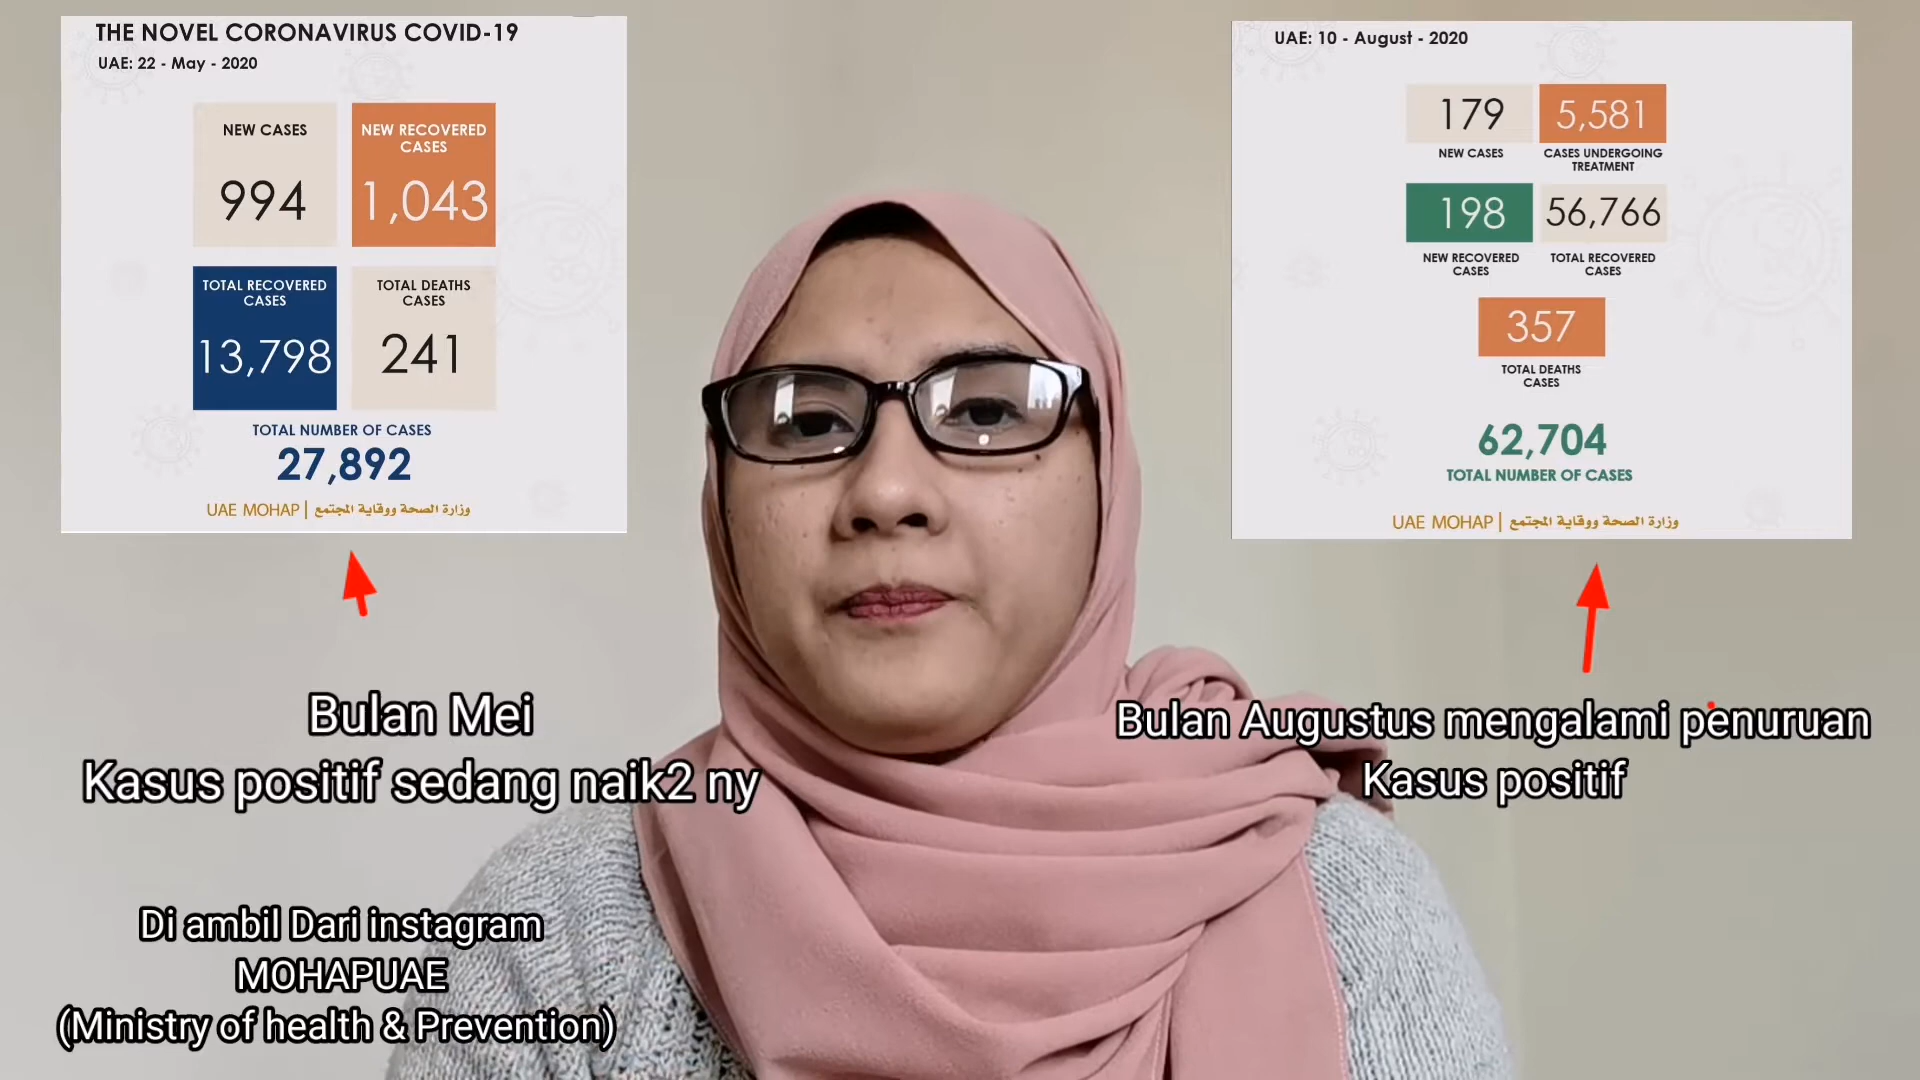 THE NOVEL CORONAVIRUS COVID-19
UAE: 22 - May - 2020
NEW CASES
994
NEW RECOVERED
CASES
1,043
TOTAL RECOVERED
CASES
13,798
TOTAL DEATHS
CASES
241
TOTAL NUMBER OF CASES
27,892
UAE MOHAP | وزارة الصحة ووقاية المجتمع
UAE: 10 - August - 2020
179
NEW CASES
5,581
CASES UNDERGOING
TREATMENT
198
NEW RECOVERED
CASES
56,766
TOTAL RECOVERED
CASES
357
TOTAL DEATHS
CASES
62,704
TOTAL NUMBER OF CASES
UAE MOHAP | وزارة الصحة ووقاية المجتمع
Bulan Mei
Kasus positif sedang naik2 ny
Bulan Augustus mengalami penuruan
Kasus positif
Di ambil Dari instagram
MOHAPUAE
(Ministry of health & Prevention)